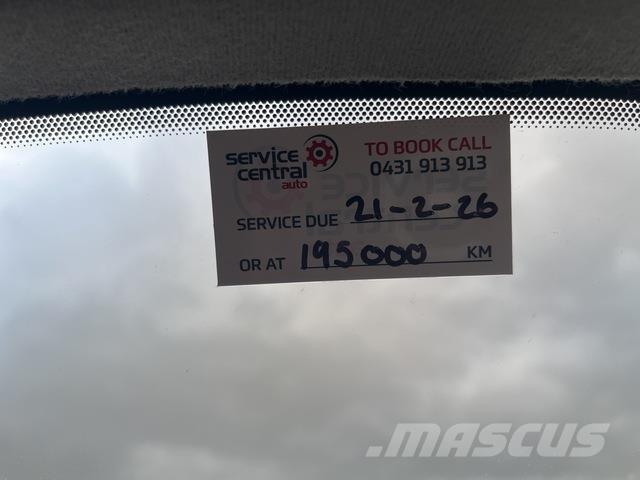 service central auto
TO BOOK CALL
0431 913 913
SERVICE DUE 21-2-26
OR AT 195000 KM
.MASCUS